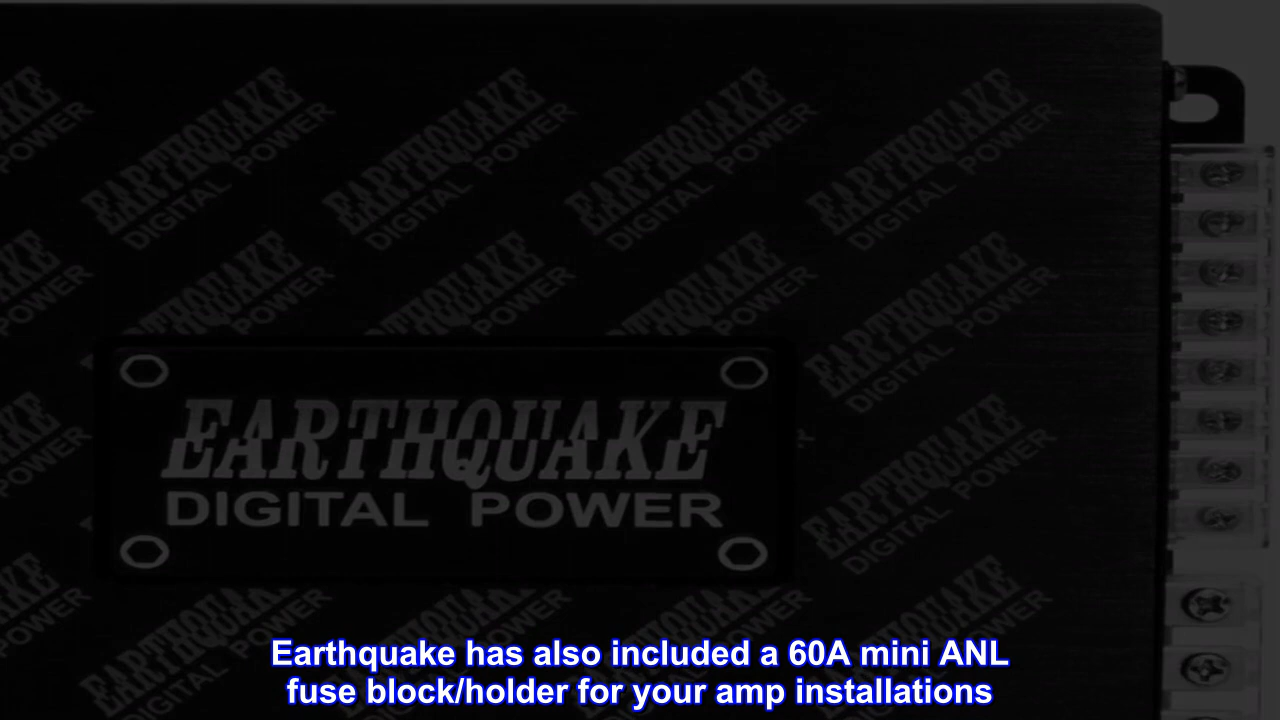 EARTHQUAKE
DIGITAL POWER
Earthquake has also included a 60A mini ANL
fuse block/holder for your amp installations